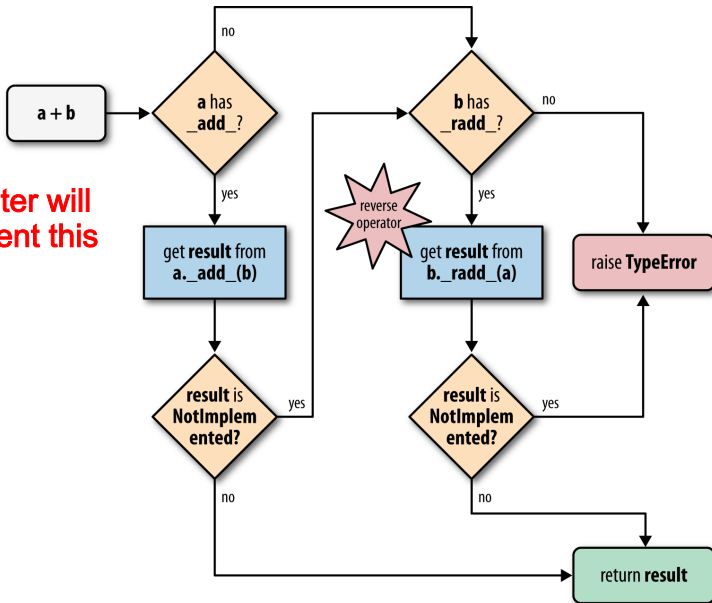 no
a has
_add_?
b has
_radd_?
no
a + b
ter will
ent this
yes
reverse
operator
yes
get result from
a._add_(b)
get result from
b._radd_(a)
raise TypeError
result is
NotImplem
ented?
yes
result is
NotImplem
ented?
yes
no
no
return result